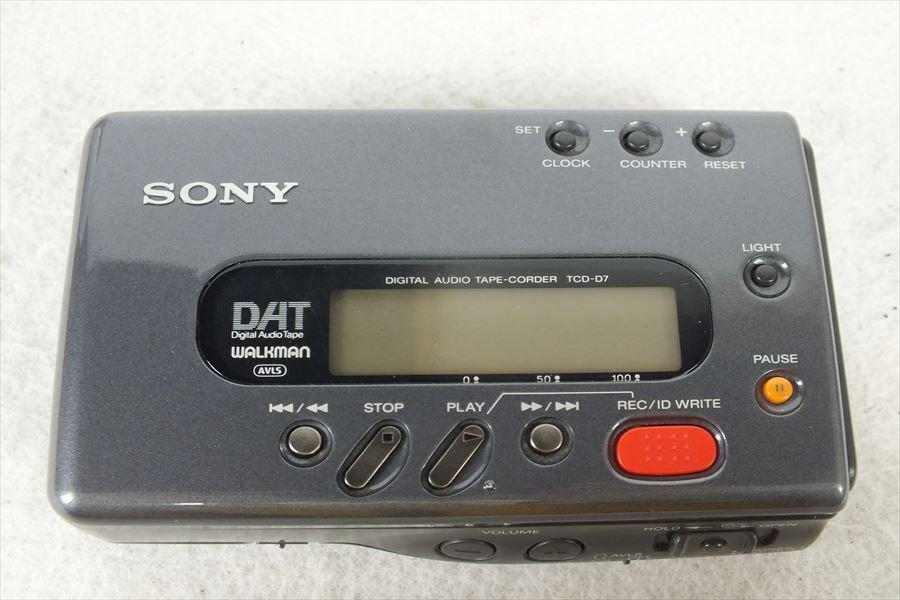 SET − +
CLOCK COUNTER RESET
SONY
LIGHT
DIGITAL AUDIO TAPE-CORDER TCD-D7
DAT
Digital Audio Tape
WALKMAN
AVLS
0 50 100
PAUSE
STOP PLAY REC/ID WRITE
VOLUME
− +
HOLD OPEN
AVLS